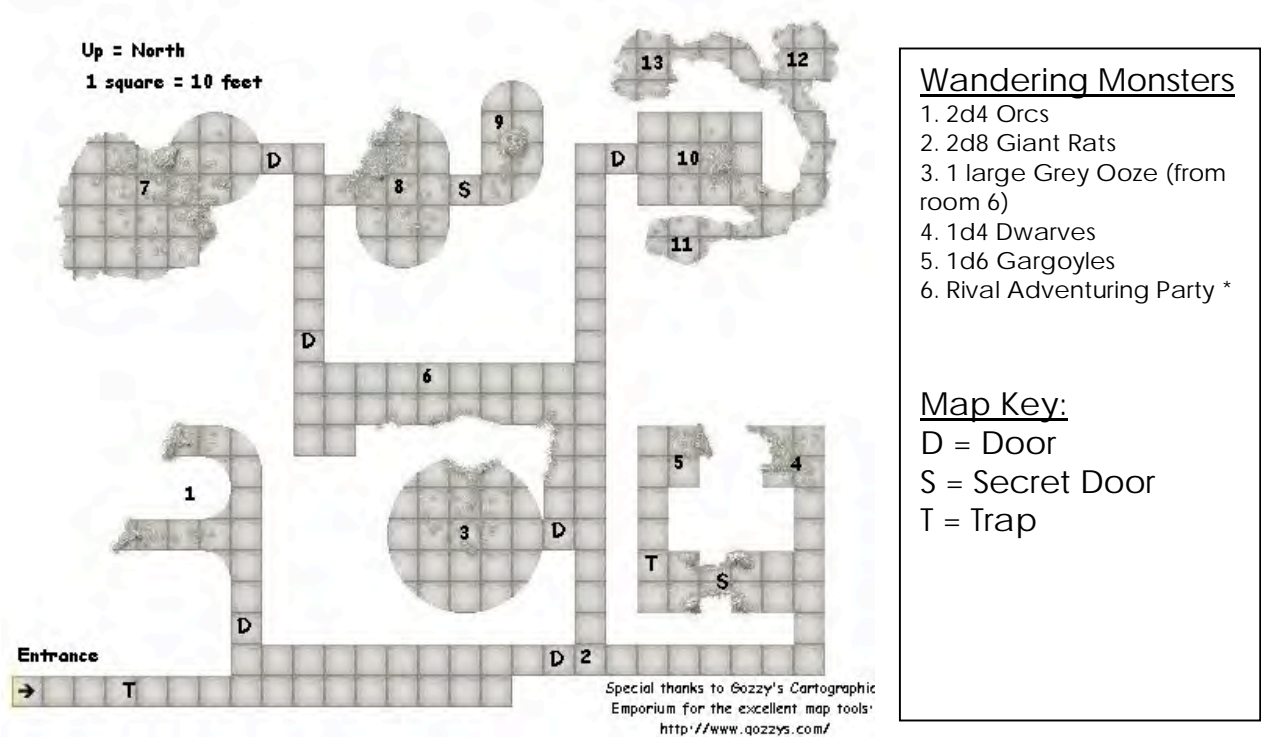 Up = North
1 square = 10 feet
13
12
9
D
D
10
7
8
S
11
D
6
5
4
1
3
D
T
S
D
Entrance
D
2
→
T
Special thanks to Gozzy's Cartographic
Emporium for the excellent map tools!
http://www.gozzys.com/
Wandering Monsters
1. 2d4 Orcs
2. 2d8 Giant Rats
3. 1 large Grey Ooze (from
room 6)
4. 1d4 Dwarves
5. 1d6 Gargoyles
6. Rival Adventuring Party *
Map Key:
D = Door
S = Secret Door
T = Trap